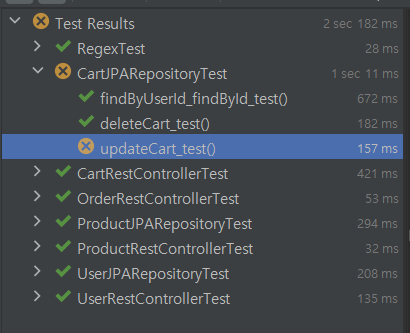 Test Results 2 sec 182 ms
RegexTest 28 ms
CartJPARepositoryTest 1 sec 11 ms
findByUserId_findById_test() 672 ms
deleteCart_test() 182 ms
updateCart_test() 157 ms
CartRestControllerTest 421 ms
OrderRestControllerTest 53 ms
ProductJPARepositoryTest 294 ms
ProductRestControllerTest 32 ms
UserJPARepositoryTest 208 ms
UserRestControllerTest 135 ms